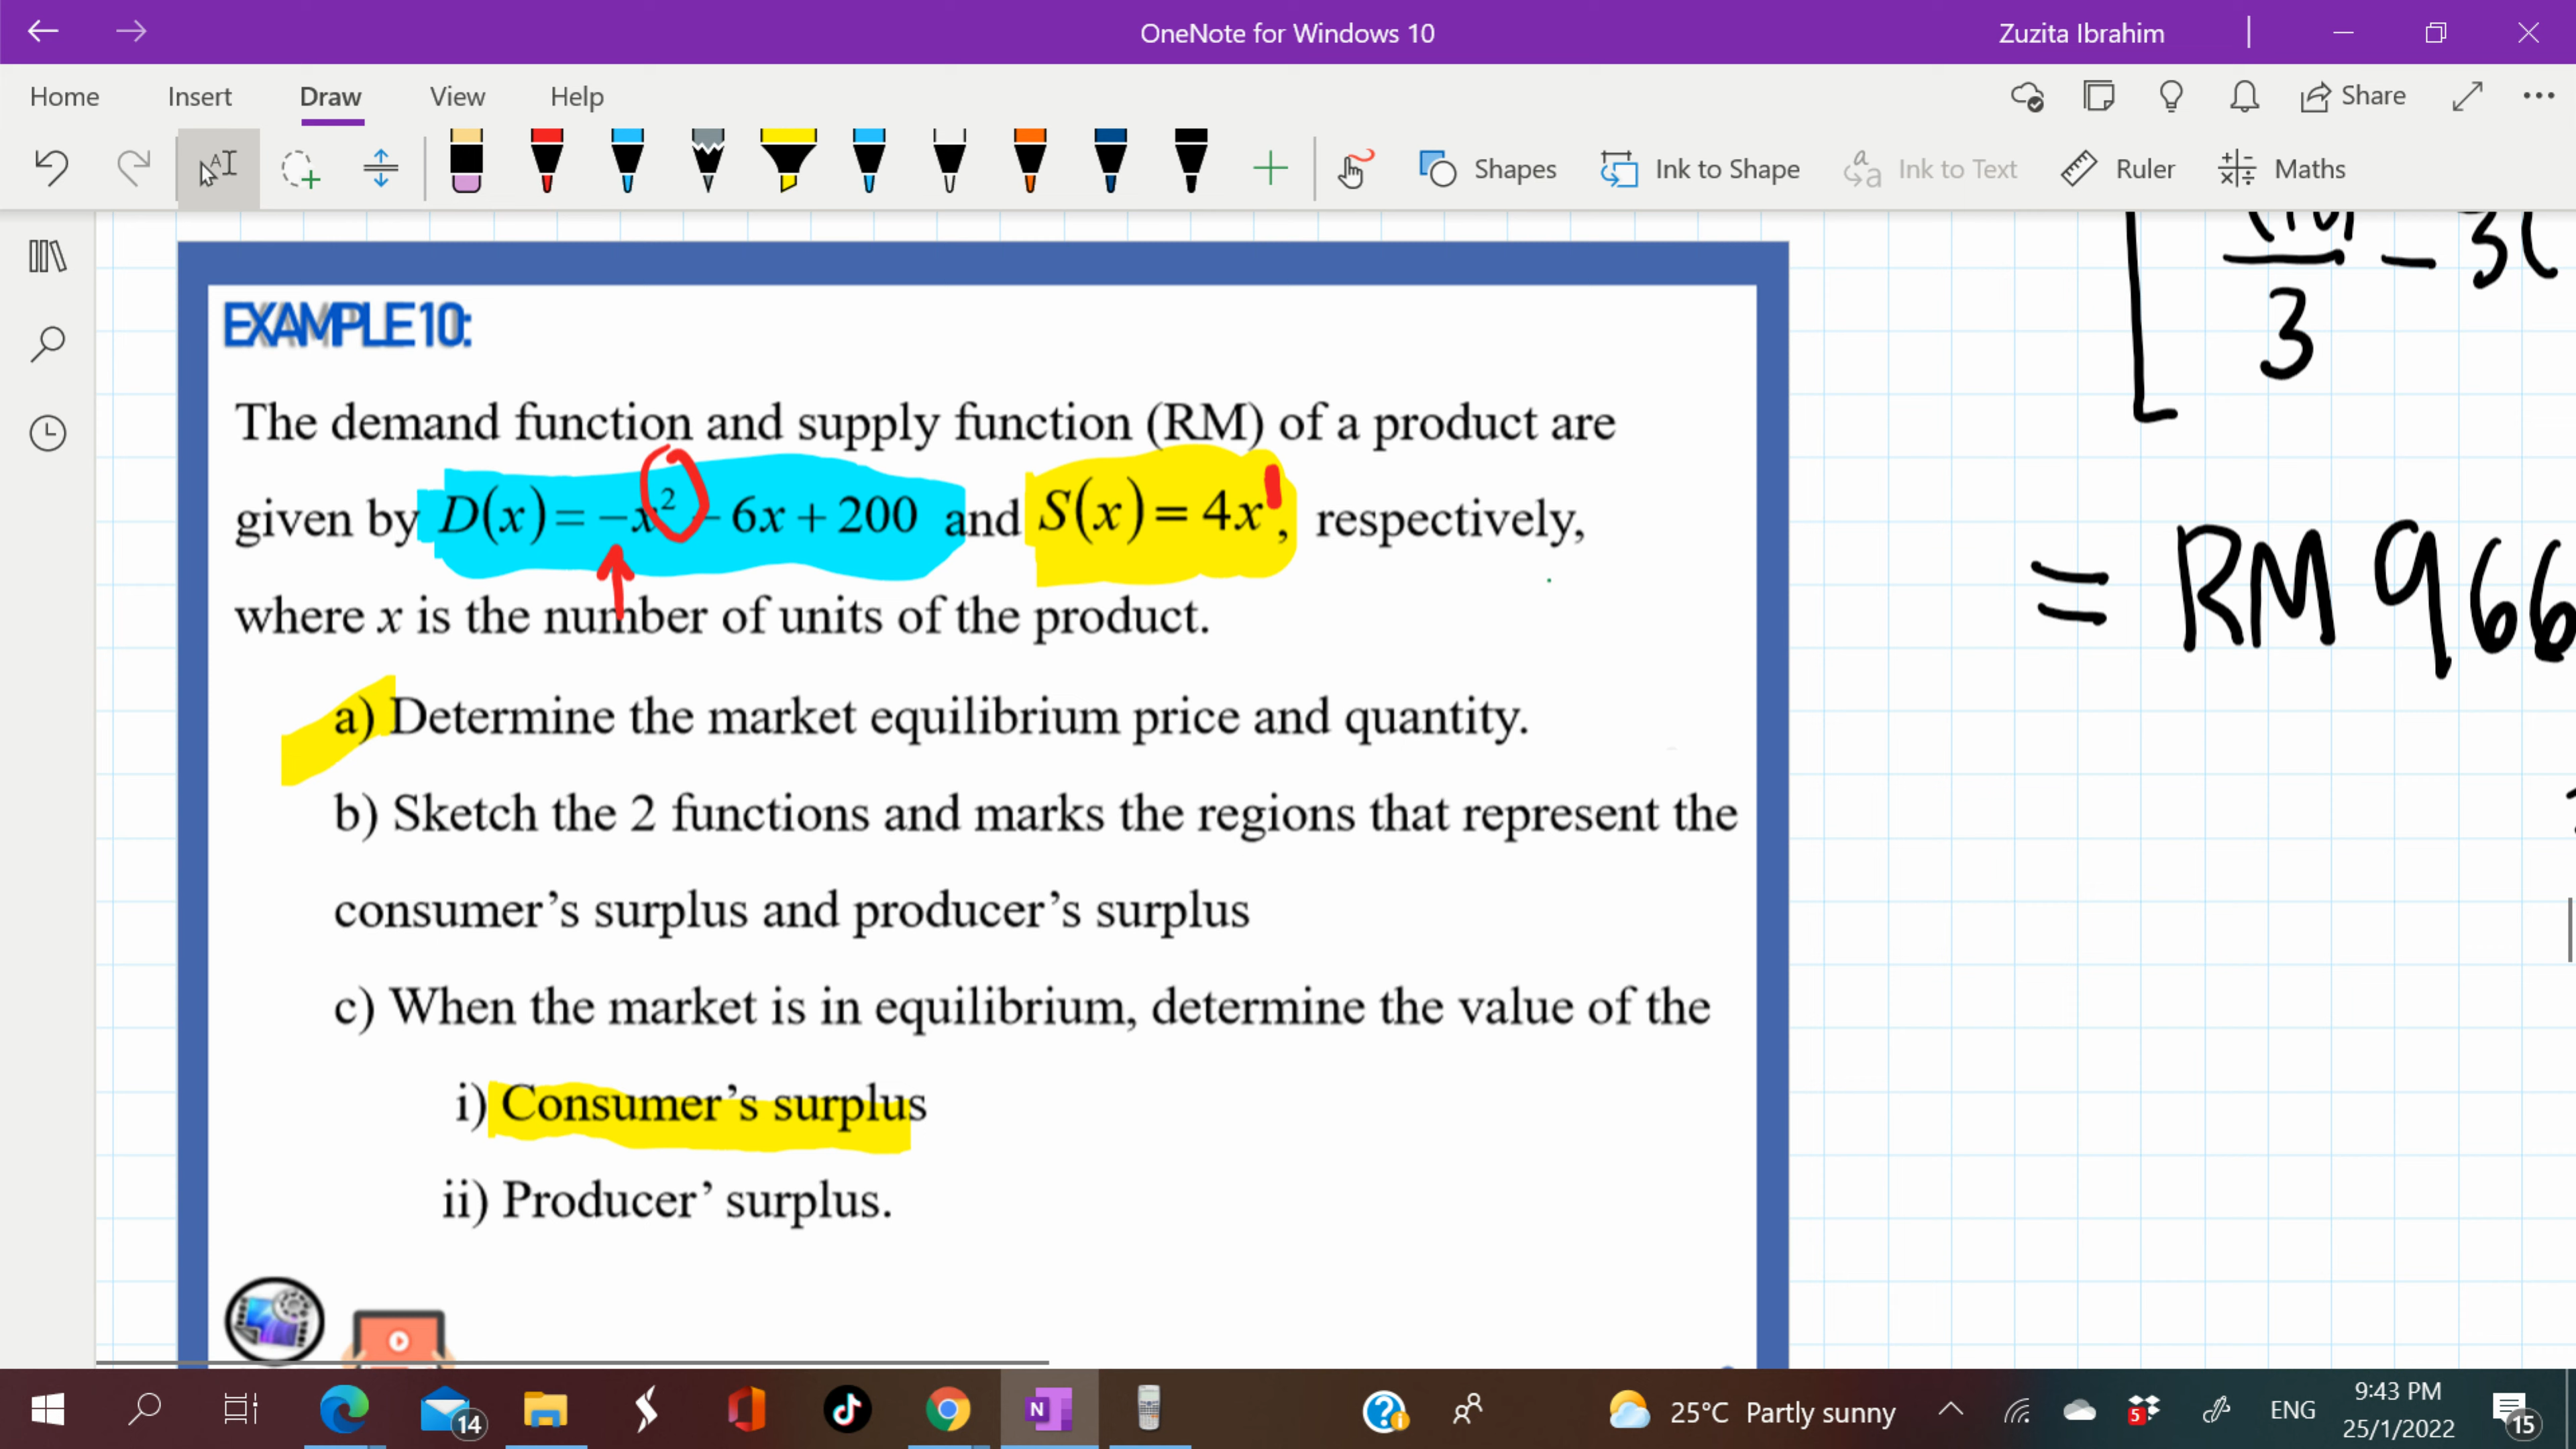 OneNote for Windows 10
Zuzita Ibrahim
Home Insert Draw View Help
Share
Shapes Ink to Shape Ink to Text Ruler Maths
EXAMPLE 10:
The demand function and supply function (RM) of a product are
given by D(x) = −x² − 6x + 200 and S(x) = 4x, respectively,
where x is the number of units of the product.
a) Determine the market equilibrium price and quantity.
b) Sketch the 2 functions and marks the regions that represent the
consumer’s surplus and producer’s surplus
c) When the market is in equilibrium, determine the value of the
i) Consumer’s surplus
ii) Producer’ surplus.
3 − 3(
= RM 966
14
25°C Partly sunny
5
ENG
9:43 PM
25/1/2022
15